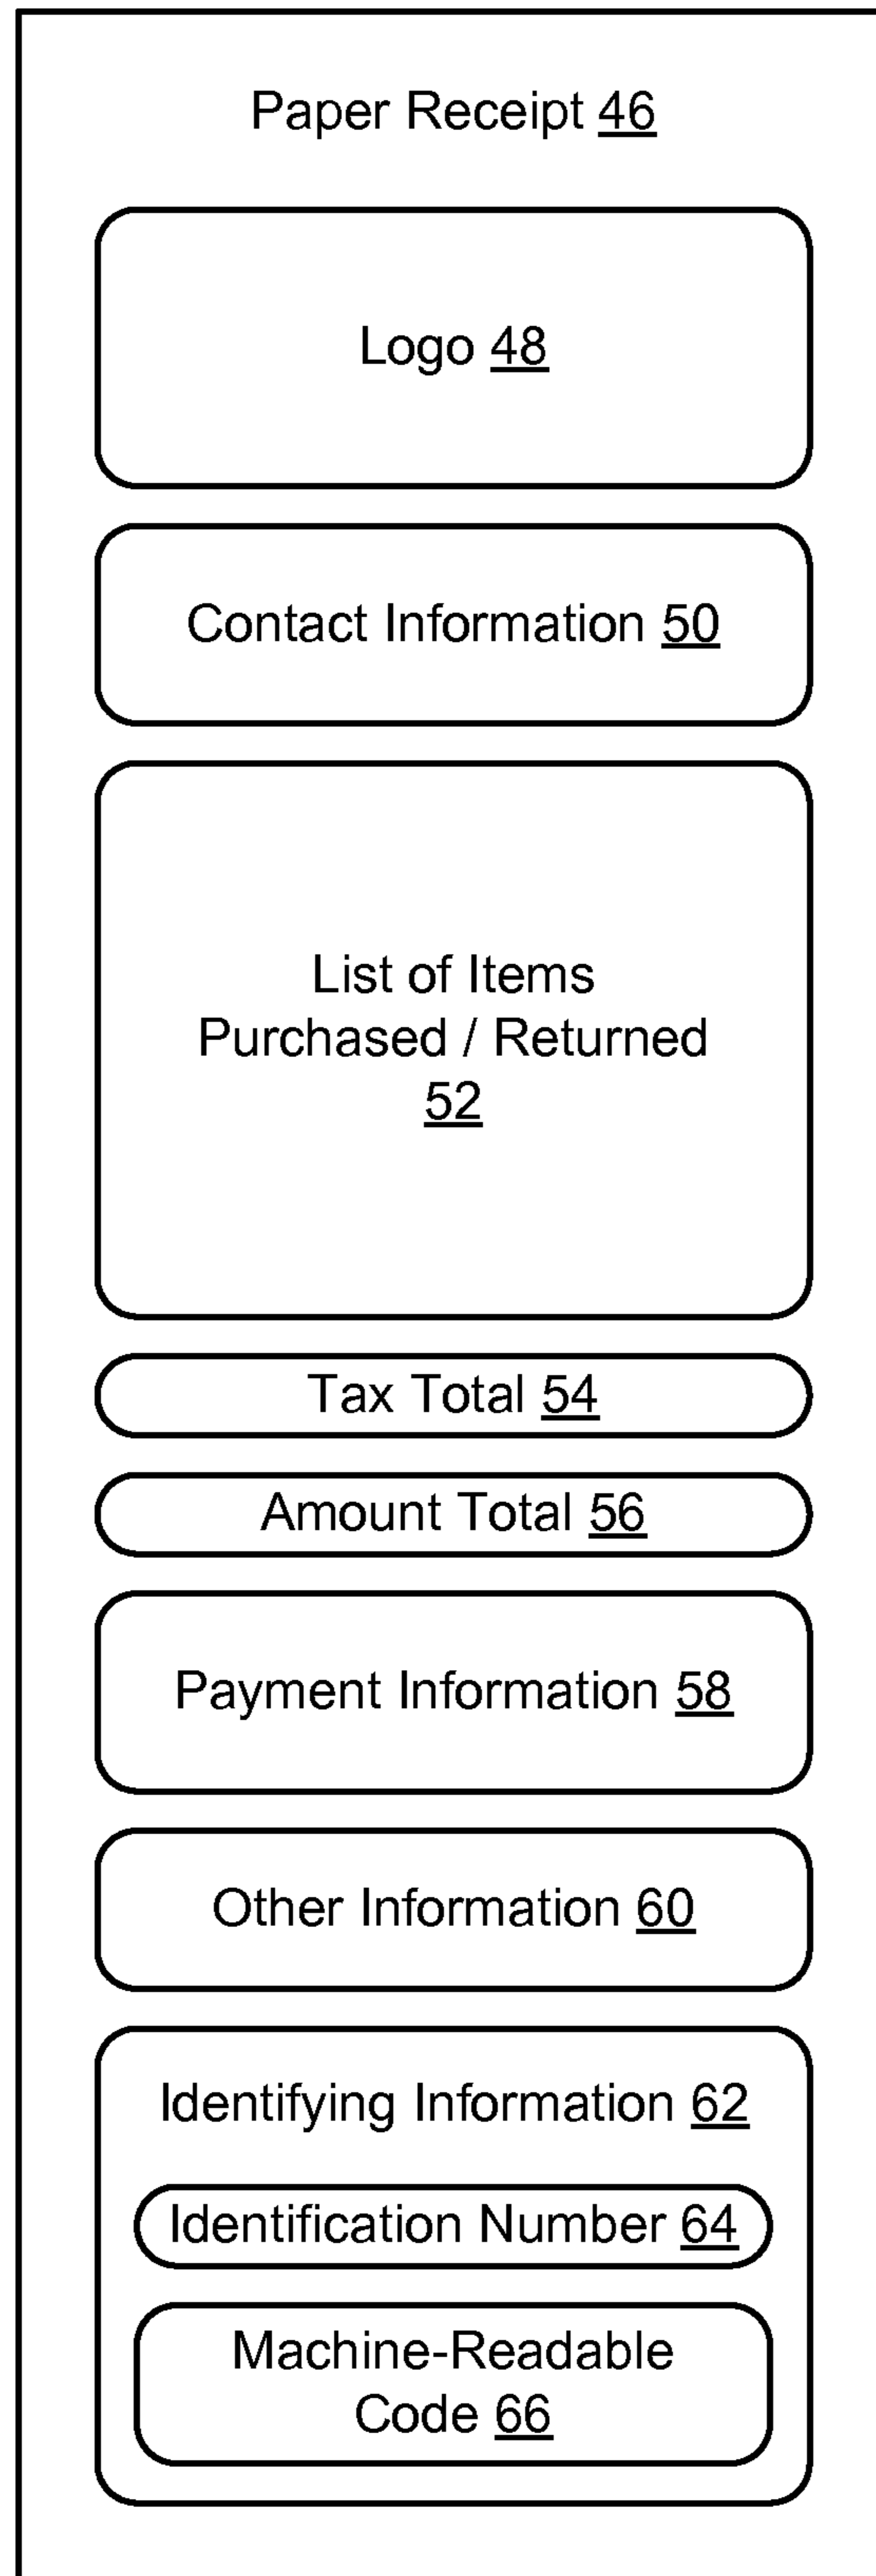 Paper Receipt 46
Logo 48
Contact Information 50
List of Items
Purchased / Returned
52
Tax Total 54
Amount Total 56
Payment Information 58
Other Information 60
Identifying Information 62
Identification Number 64
Machine-Readable
Code 66